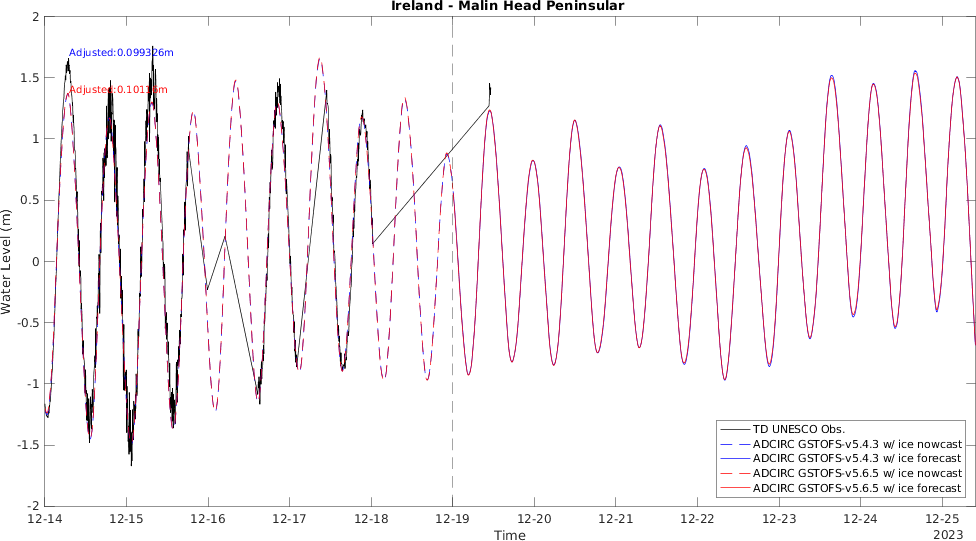 Ireland - Malin Head Peninsular
2
1.5
1
0.5
0
-0.5
-1
-1.5
-2
Water Level (m)
Adjusted:0.099326m
TD UNESCO Obs.
ADCIRC GSTOFS-v5.4.3 w/ ice nowcast
ADCIRC GSTOFS-v5.4.3 w/ ice forecast
ADCIRC GSTOFS-v5.6.5 w/ ice nowcast
ADCIRC GSTOFS-v5.6.5 w/ ice forecast
12-14 12-15 12-16 12-17 12-18 12-19 12-20 12-21 12-22 12-23 12-24 12-25
Time
2023